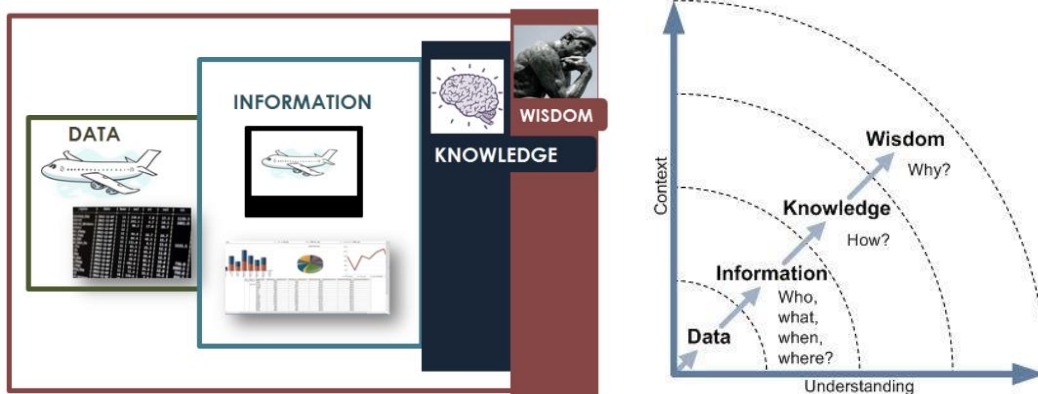 DATA
INFORMATION
WISDOM
KNOWLEDGE
Context
Wisdom
Why?
Knowledge
How?
Information
Who,
what,
when,
where?
Data
Understanding